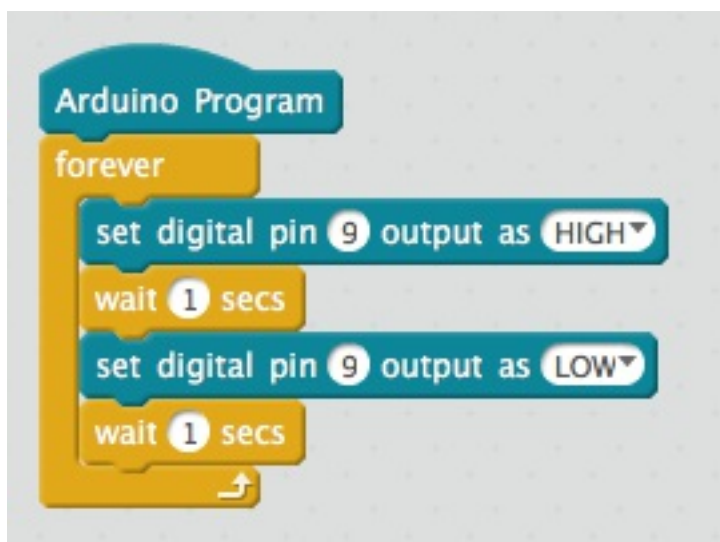 Arduino Program
forever
set digital pin 9 output as HIGH
wait 1 secs
set digital pin 9 output as LOW
wait 1 secs